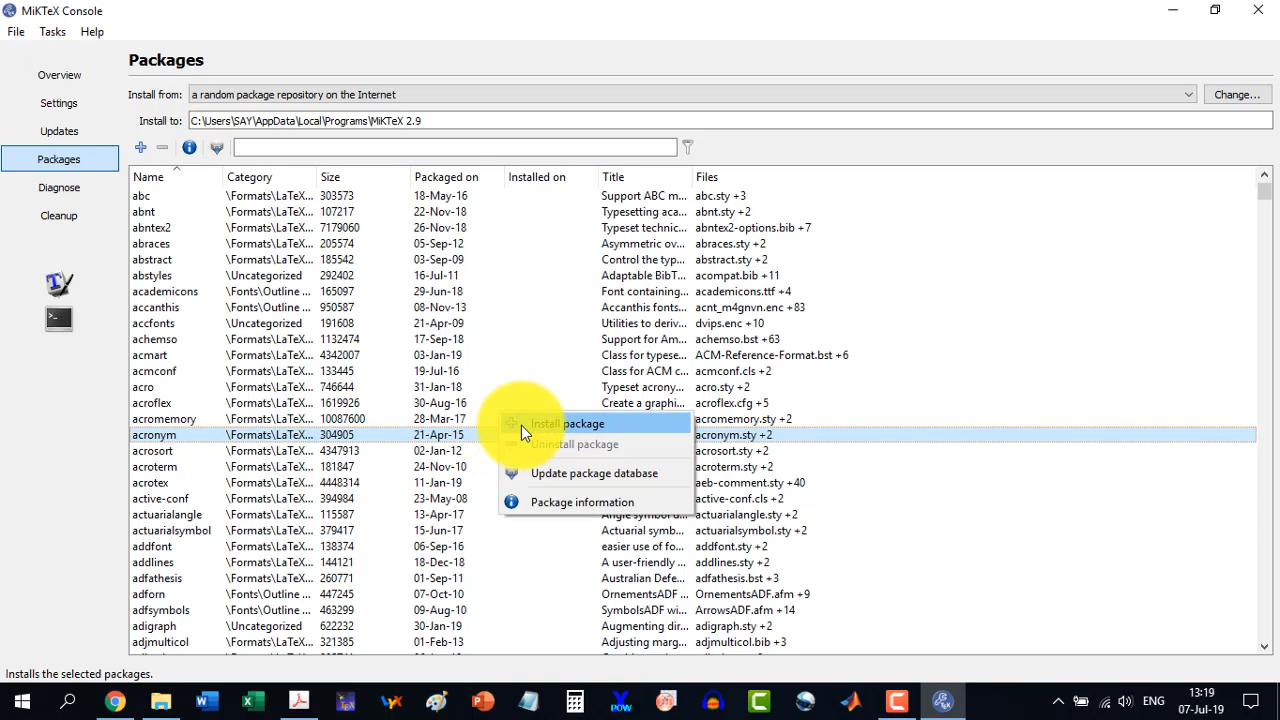 MiKTeX Console
File Tasks Help
Packages
Overview
Settings
Updates
Packages
Diagnose
Cleanup
Install from: a random package repository on the Internet Change...
Install to: C:\Users\SAY\AppData\Local\Programs\MiKTeX 2.9
Name Category Size Packaged on Installed on Title Files
abc \Formats\LaTeX... 303573 18-May-16 Support ABC m... abc.sty +3
abnt \Formats\LaTeX... 107217 22-Nov-18 Typesetting aca... abnt.sty +2
abntex2 \Formats\LaTeX... 7179060 26-Nov-18 Typeset technic... abntex2-options.bib +7
abraces \Formats\LaTeX... 205574 05-Sep-12 Asymmetric ov... abraces.sty +2
abstract \Formats\LaTeX... 185542 03-Sep-09 Control the typ... abstract.sty +2
abstyles \Uncategorized 292402 16-Jul-11 Adaptable BibT... acompat.bib +11
academicons \Fonts\Outline ... 165097 29-Jun-18 Font containing... academicons.ttf +4
accanthis \Fonts\Outline ... 950587 08-Nov-13 Accanthis fonts... acnt_m4gnvn.enc +83
accfonts \Uncategorized 191608 21-Apr-09 Utilities to deriv... dvips.enc +10
achemso \Formats\LaTeX... 1132474 17-Sep-18 Support for Am... achemso.bst +63
acmart \Formats\LaTeX... 4342007 03-Jan-19 Class for typese... ACM-Reference-Format.bst +6
acmconf \Formats\LaTeX... 133445 19-Jul-16 Class for ACM c... acmconf.cls +2
acro \Formats\LaTeX... 746644 31-Jan-18 Typeset acrony... acro.sty +2
acroflex \Formats\LaTeX... 1619926 30-Aug-16 Create a graphi... acroflex.cfg +5
acromemory \Formats\LaTeX... 10087600 28-Mar-17 acromemory.sty +2
acronym \Formats\LaTeX... 304905 21-Apr-15 acronym.sty +2
acrosort \Formats\LaTeX... 4347913 02-Jan-12 acrosort.sty +2
acroterm \Formats\LaTeX... 181847 24-Nov-10 acroterm.sty +2
acrotex \Formats\LaTeX... 4448314 11-Jan-19 aeb-comment.sty +40
active-conf \Formats\LaTeX... 394984 23-May-08 active-conf.cls +2
actuarialangle \Formats\LaTeX... 115587 13-Apr-17 Angle symbol d... actuarialangle.sty +2
actuarialsymbol \Formats\LaTeX... 379417 15-Jun-17 Actuarial symb... actuarialsymbol.sty +2
addfont \Formats\LaTeX... 138374 06-Sep-16 easier use of fo... addfont.sty +2
addlines \Formats\LaTeX... 144121 18-Dec-18 A user-friendly ... addlines.sty +2
adfathesis \Formats\LaTeX... 260771 01-Sep-11 Australian Defe... adfathesis.bst +3
adforn \Fonts\Outline ... 447245 07-Oct-10 OrnementsADF... OrnementsADF.afm +9
adfsymbols \Fonts\Outline ... 463299 09-Aug-10 SymbolsADF wi... ArrowsADF.afm +14
adigraph \Uncategorized 622232 30-Jan-19 Augmenting dir... adigraph.sty +2
adjmulticol \Formats\LaTeX... 321385 01-Feb-13 Adjusting marg... adjmulticol.bib +3
Install package
Uninstall package
Update package database
Package information
Installs the selected packages.
ENG
13:19
07-Jul-19